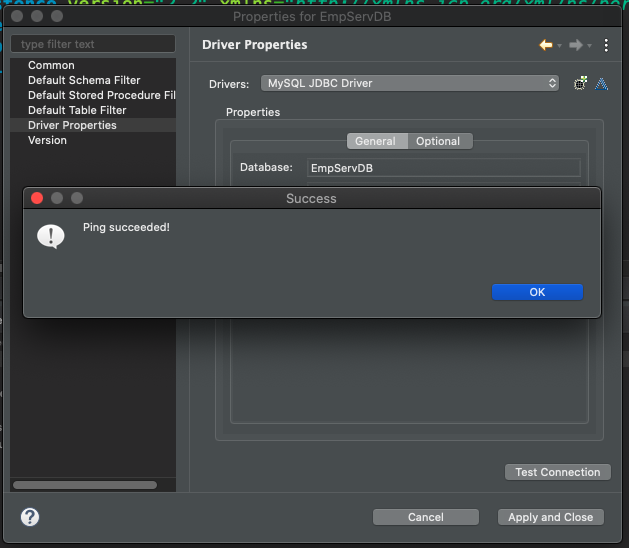 Properties for EmpServDB
type filter text
Common
Default Schema Filter
Default Stored Procedure Fil
Default Table Filter
Driver Properties
Version
Driver Properties
Drivers:
MySQL JDBC Driver
Properties
General
Optional
Database:
EmpServDB
Success
Ping succeeded!
OK
Test Connection
?
Cancel
Apply and Close